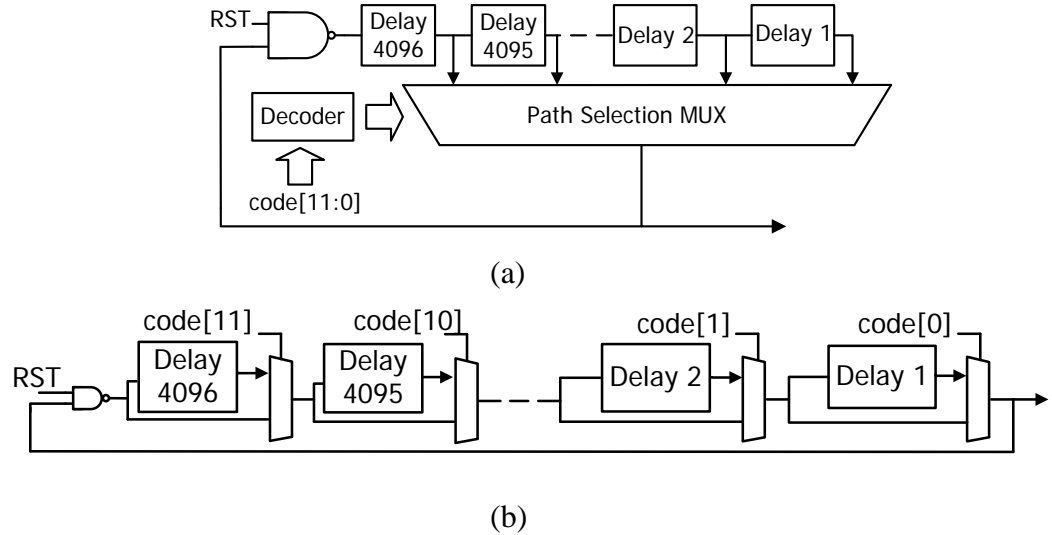 RST
Delay 4096
Delay 4095
Delay 2
Delay 1
Decoder
Path Selection MUX
code[11:0]
(a)
code[11]
code[10]
code[1]
code[0]
RST
Delay 4096
Delay 4095
Delay 2
Delay 1
(b)